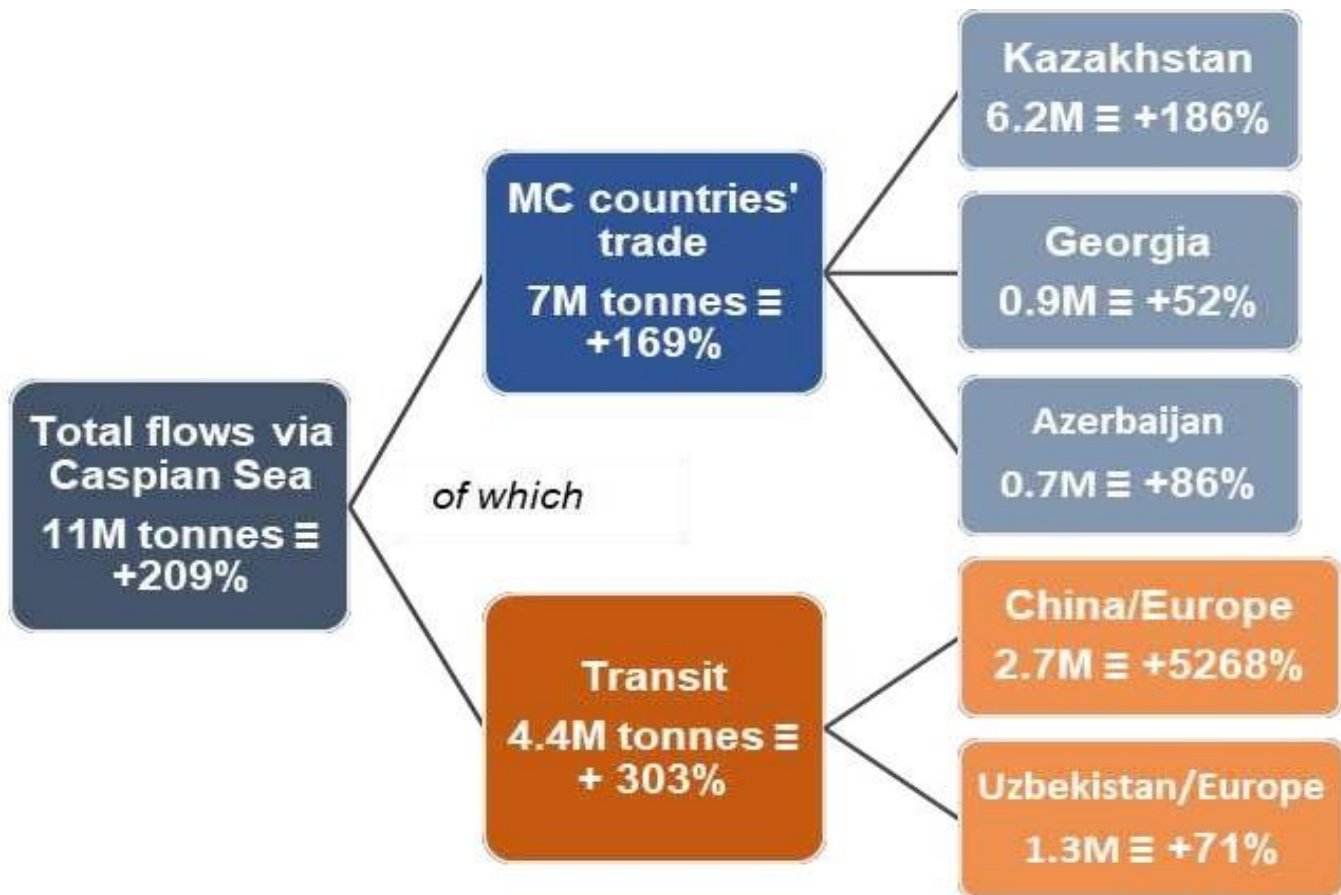 Total flows via
Caspian Sea
11M tonnes ≡
+209%
of which
MC countries'
trade
7M tonnes ≡
+169%
Kazakhstan
6.2M ≡ +186%
Georgia
0.9M ≡ +52%
Azerbaijan
0.7M ≡ +86%
Transit
4.4M tonnes ≡
+ 303%
China/Europe
2.7M ≡ +5268%
Uzbekistan/Europe
1.3M ≡ +71%